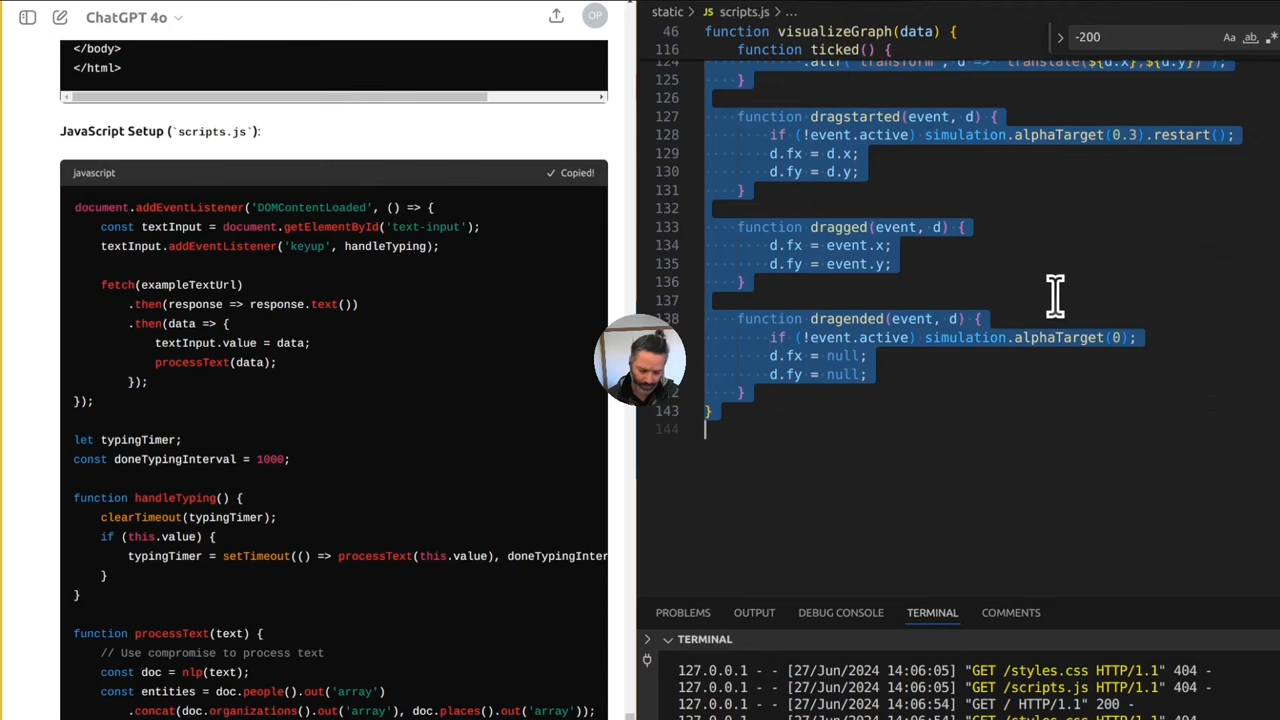 ChatGPT 4o
OP
</body>
</html>
JavaScript Setup (`scripts.js`):
javascript
Copied!
document.addEventListener('DOMContentLoaded', () => {
const textInput = document.getElementById('text-input');
textInput.addEventListener('keyup', handleTyping);
fetch(exampleTextUrl)
.then(response => response.text())
.then(data => {
textInput.value = data;
processText(data);
});
});
let typingTimer;
const doneTypingInterval = 1000;
function handleTyping() {
clearTimeout(typingTimer);
if (this.value) {
typingTimer = setTimeout(() => processText(this.value), doneTypingInter
}
}
function processText(text) {
// Use compromise to process text
const doc = nlp(text);
const entities = doc.people().out('array')
.concat(doc.organizations().out('array'), doc.places().out('array'));
static > JS scripts.js > ...
46 function visualizeGraph(data) {
116 function ticked() {
-200
Aa ab .*
124 .attr("transform", d => `translate(${d.x},${d.y})`);
125 }
126
127 function dragstarted(event, d) {
128 if (!event.active) simulation.alphaTarget(0.3).restart();
129 d.fx = d.x;
130 d.fy = d.y;
131 }
132
133 function dragged(event, d) {
134 d.fx = event.x;
135 d.fy = event.y;
136 }
137
138 function dragended(event, d) {
if (!event.active) simulation.alphaTarget(0);
d.fx = null;
d.fy = null;
}
143 }
144
PROBLEMS OUTPUT DEBUG CONSOLE TERMINAL COMMENTS
TERMINAL
127.0.0.1 - - [27/Jun/2024 14:06:05] "GET /styles.css HTTP/1.1" 404 -
127.0.0.1 - - [27/Jun/2024 14:06:05] "GET /scripts.js HTTP/1.1" 404 -
127.0.0.1 - - [27/Jun/2024 14:06:54] "GET / HTTP/1.1" 200 -